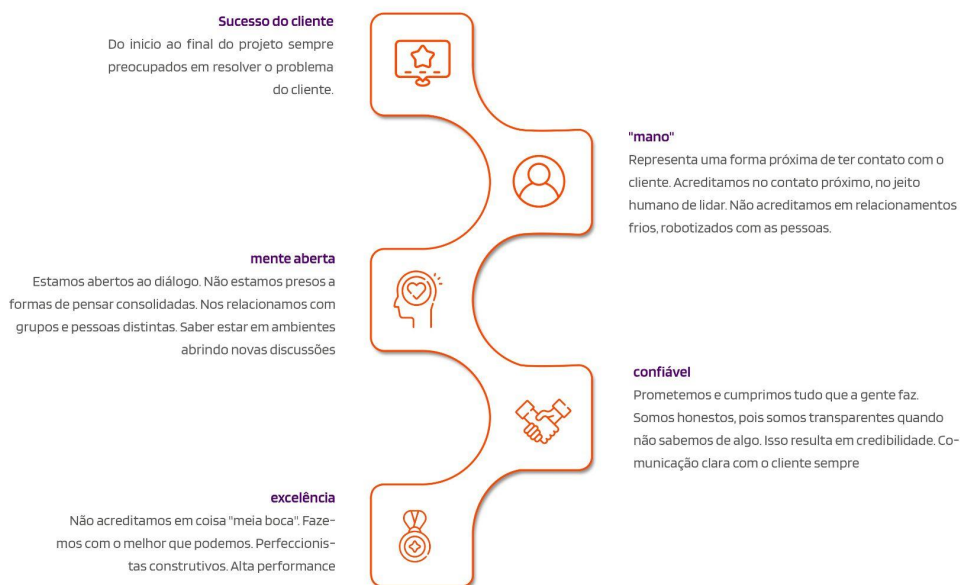 Sucesso do cliente
Do inicio ao final do projeto sempre
preocupados em resolver o problema
do cliente.
"mano"
Representa uma forma próxima de ter contato com o
cliente. Acreditamos no contato próximo, no jeito
humano de lidar. Não acreditamos em relacionamentos
frios, robotizados com as pessoas.
mente aberta
Estamos abertos ao diálogo. Não estamos presos a
formas de pensar consolidadas. Nos relacionamos com
grupos e pessoas distintas. Saber estar em ambientes
abrindo novas discussões
confiável
Prometemos e cumprimos tudo que a gente faz.
Somos honestos, pois somos transparentes quando
não sabemos de algo. Isso resulta em credibilidade. Co-
municação clara com o cliente sempre
excelência
Não acreditamos em coisa "meia boca". Faze-
mos com o melhor que podemos. Perfeccionis-
tas construtivos. Alta performance